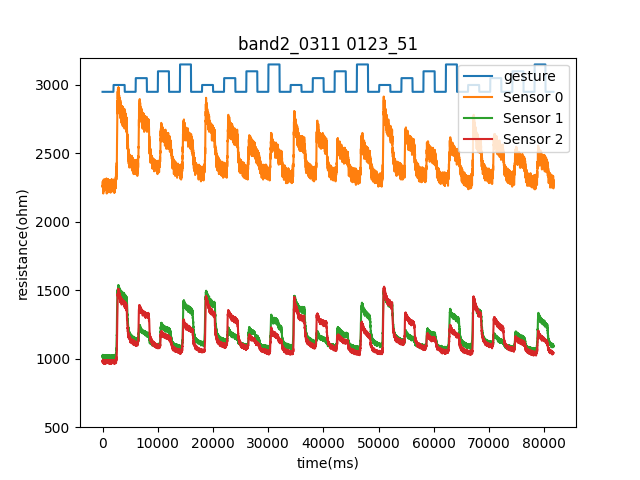 band2_0311 0123_51
gesture
Sensor 0
Sensor 1
Sensor 2
resistance(ohm)
3000
2500
2000
1500
1000
500
0
10000
20000
30000
40000
50000
60000
70000
80000
time(ms)